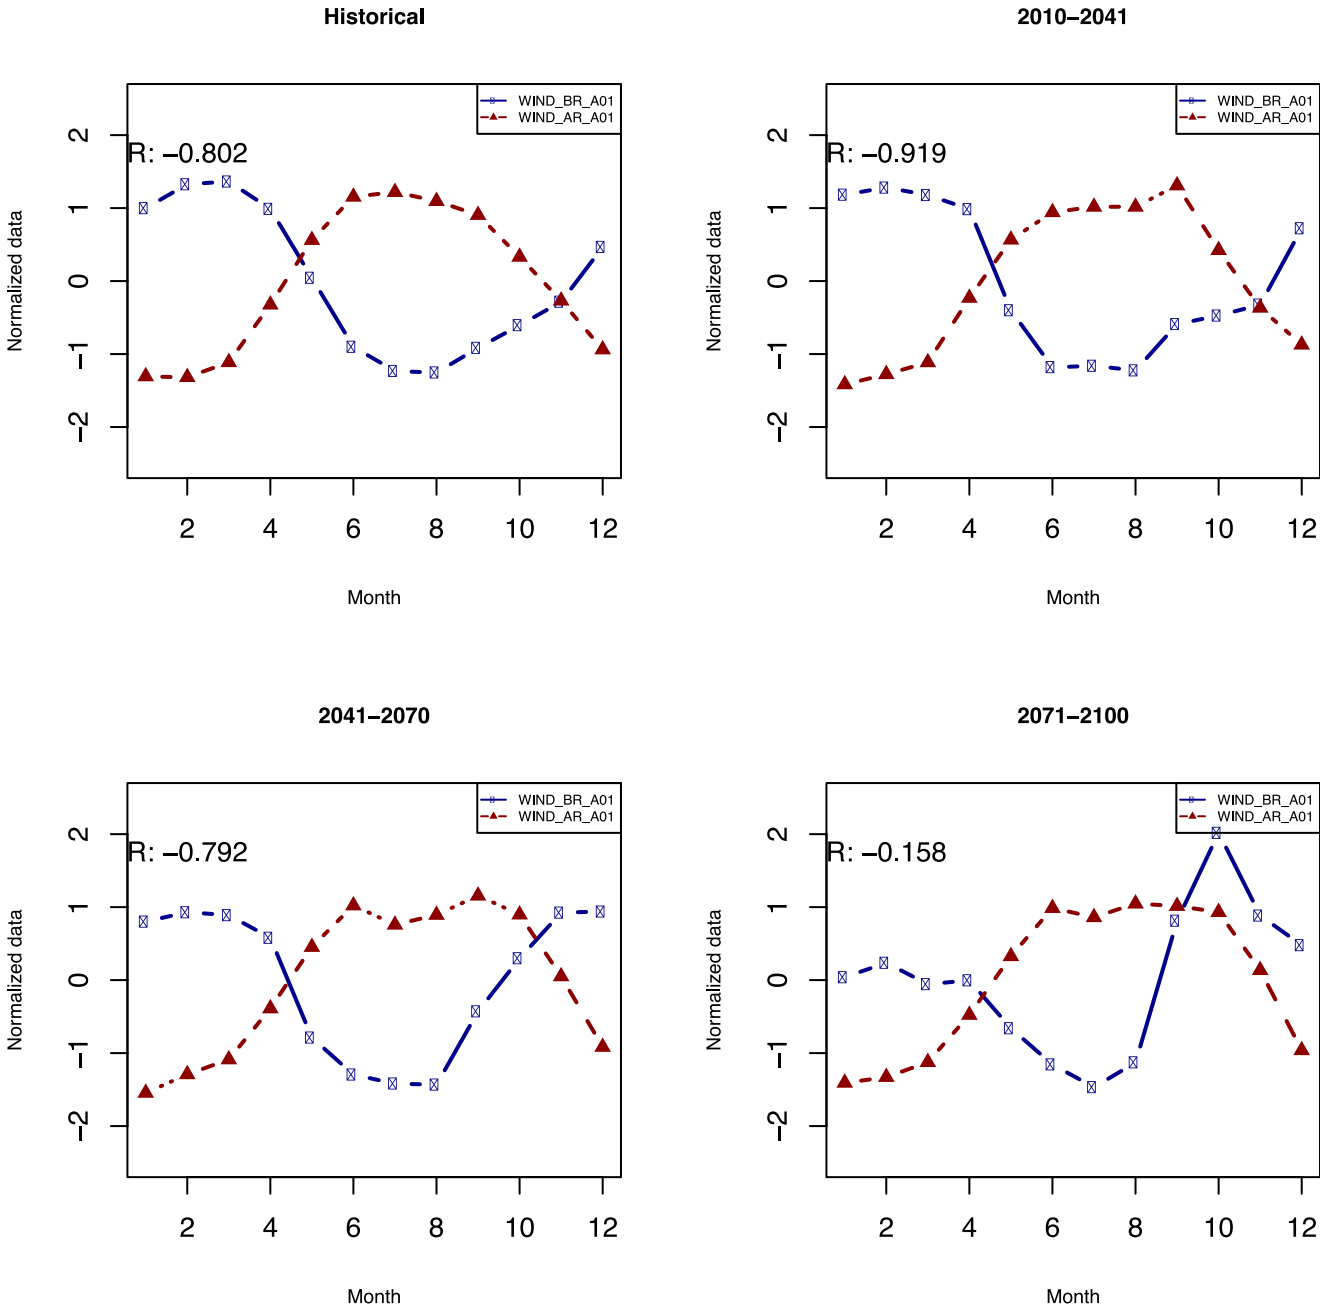 Historical
WIND_BR_A01
WIND_AR_A01
R: −0.802
Normalized data
2
1
0
−1
−2
2 4 6 8 10 12
Month
2010−2041
WIND_BR_A01
WIND_AR_A01
R: −0.919
Normalized data
2
1
0
−1
−2
2 4 6 8 10 12
Month
2041−2070
WIND_BR_A01
WIND_AR_A01
R: −0.792
Normalized data
2
1
0
−1
−2
2 4 6 8 10 12
Month
2071−2100
WIND_BR_A01
WIND_AR_A01
R: −0.158
Normalized data
2
1
0
−1
−2
2 4 6 8 10 12
Month